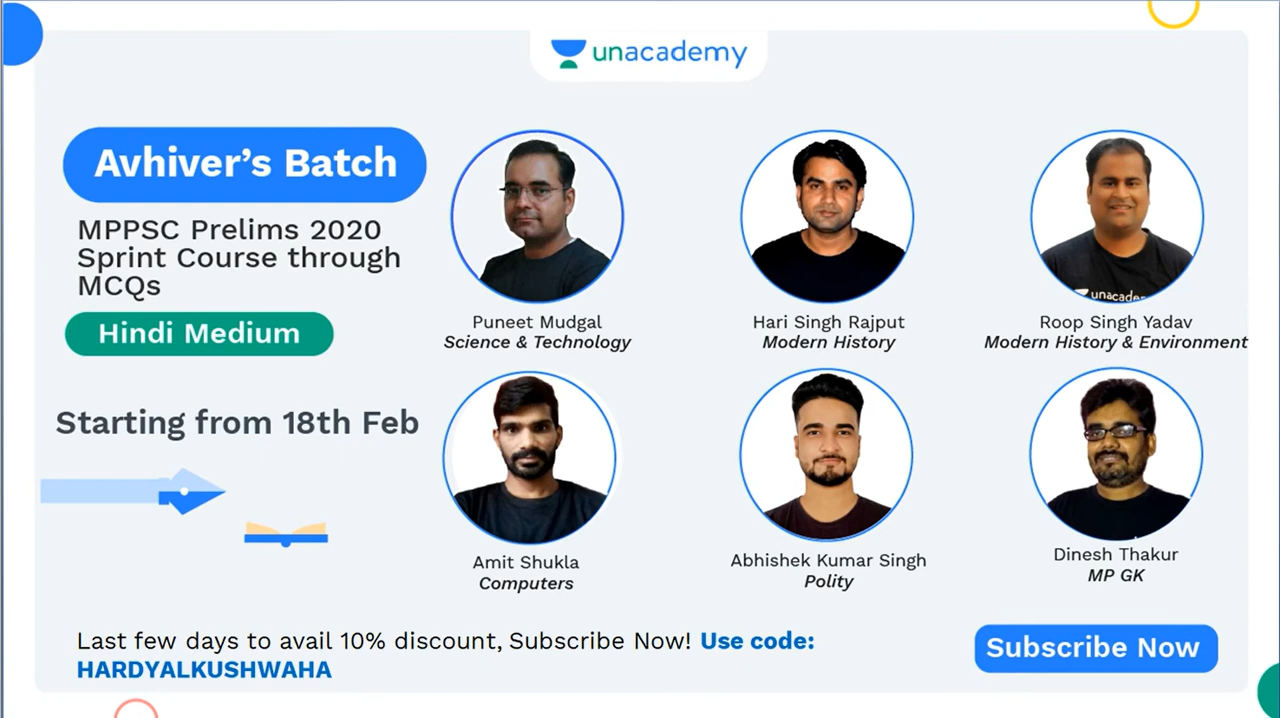 unacademy
Avhiver's Batch
MPPSC Prelims 2020
Sprint Course through
MCQs
Hindi Medium
Starting from 18th Feb
Puneet Mudgal
Science & Technology
Hari Singh Rajput
Modern History
Roop Singh Yadav
Modern History & Environment
unacade
Amit Shukla
Computers
Abhishek Kumar Singh
Polity
Dinesh Thakur
MP GK
Last few days to avail 10% discount, Subscribe Now! Use code:
HARDYALKUSHWAHA
Subscribe Now